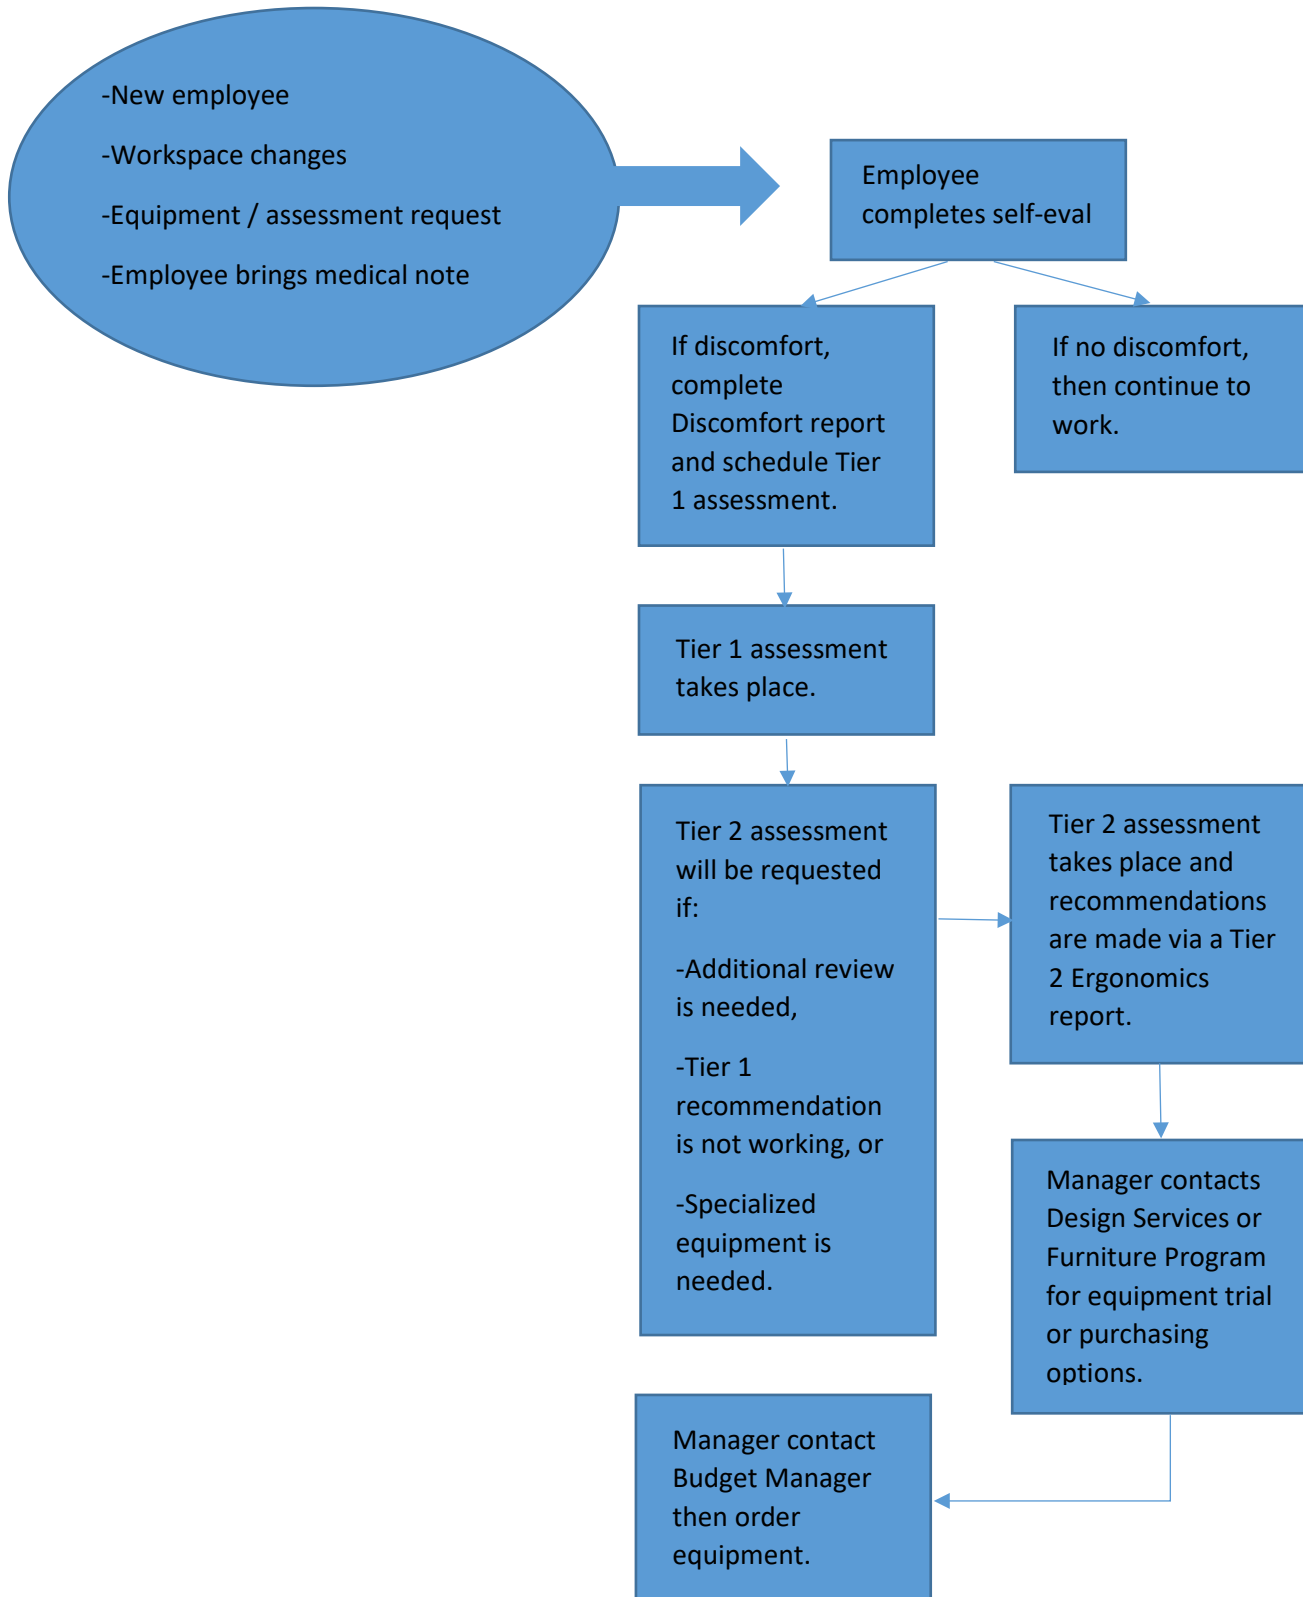 -New employee
-Workspace changes
-Equipment / assessment request
-Employee brings medical note
Employee
completes self-eval
If discomfort,
complete
Discomfort report
and schedule Tier
1 assessment.
If no discomfort,
then continue to
work.
Tier 1 assessment
takes place.
Tier 2 assessment
will be requested
if:
-Additional review
is needed,
-Tier 1
recommendation
is not working, or
-Specialized
equipment is
needed.
Tier 2 assessment
takes place and
recommendations
are made via a Tier
2 Ergonomics
report.
Manager contacts
Design Services or
Furniture Program
for equipment trial
or purchasing
options.
Manager contact
Budget Manager
then order
equipment.